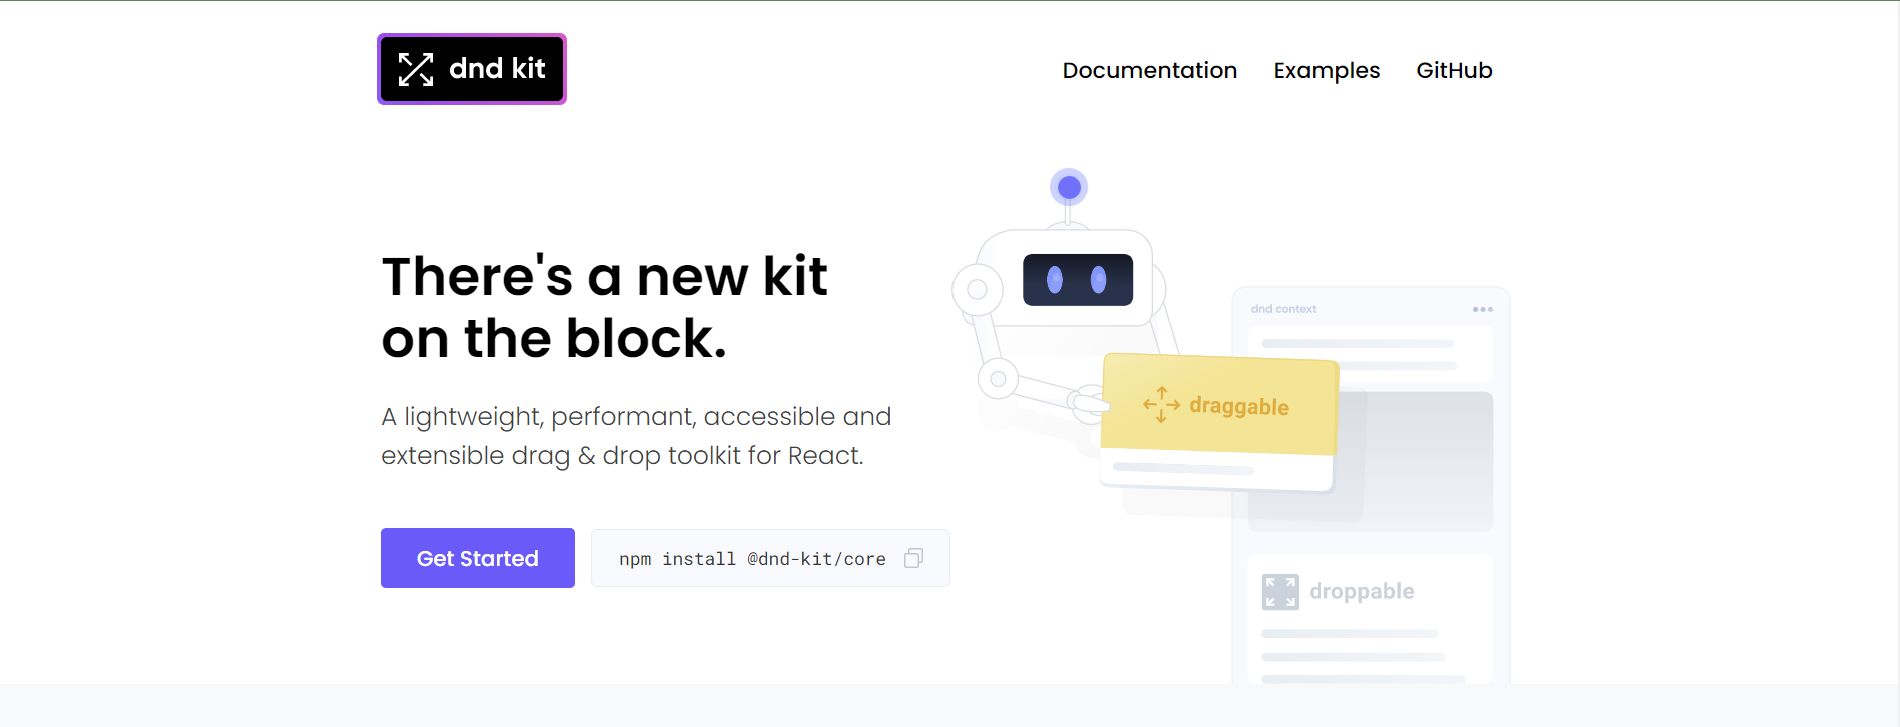 dnd kit
Documentation
Examples
GitHub
There's a new kit
on the block.
A lightweight, performant, accessible and
extensible drag & drop toolkit for React.
Get Started
npm install @dnd-kit/core
dnd context
draggable
droppable